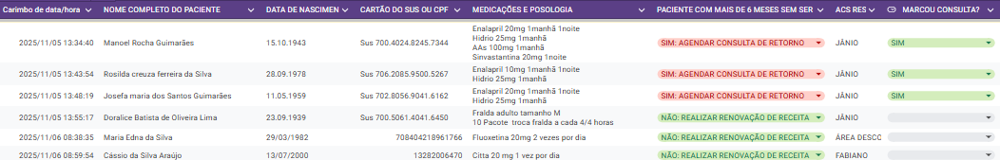 Carimbo de data/hora NOME COMPLETO DO PACIENTE DATA DE NASCIMEN CARTÃO DO SUS OU CPF MEDICAÇÕES E POSOLOGIA PACIENTE COM MAIS DE 6 MESES SEM SER ACS RES MARCOU CONSULTA?
2025/11/05 13:34:40 Manoel Rocha Guimarães 15.10.1943 Sus 700.4024.8245.7344 Enalapril 20mg 1manhã 1noite
Hidrio 25mg 1manhã
AAs 100mg 1manhã
Sinvastantina 20mg 1noite
SIM: AGENDAR CONSULTA DE RETORNO JÂNIO SIM
2025/11/05 13:43:54 Rosilda creuza ferreira da Silva 28.09.1978 Sus 706.2085.9500.5267 Enalapril 10mg 1manhã 1noite
Hidrio 25mg 1manhã
SIM: AGENDAR CONSULTA DE RETORNO JÂNIO SIM
2025/11/05 13:48:19 Josefa maria dos Santos Guimarães 11.05.1959 Sus 702.8056.9041.6162 Enalapril 20mg 1manhã 1noite
Hidrio 25mg 1manhã
SIM: AGENDAR CONSULTA DE RETORNO JÂNIO SIM
2025/11/05 13:55:17 Doralice Batista de Oliveira Lima 23.09.1939 Sus 700.5061.4041.6450 Fralda adulto tamanho M
10 Pacote troca fralda a cada 4/4 horas
NÃO: REALIZAR RENOVAÇÃO DE RECEITA JÂNIO
2025/11/06 08:38:35 Maria Edna da Silva 29/03/1982 708404218961766 Fluoxetina 20mg 2 vezes por dia NÃO: REALIZAR RENOVAÇÃO DE RECEITA ÁREA DESCO
2025/11/06 08:59:54 Cássio da Silva Araújo 13/07/2000 13282006470 Citta 20 mg 1 vez por dia NÃO: REALIZAR RENOVAÇÃO DE RECEITA FABIANO